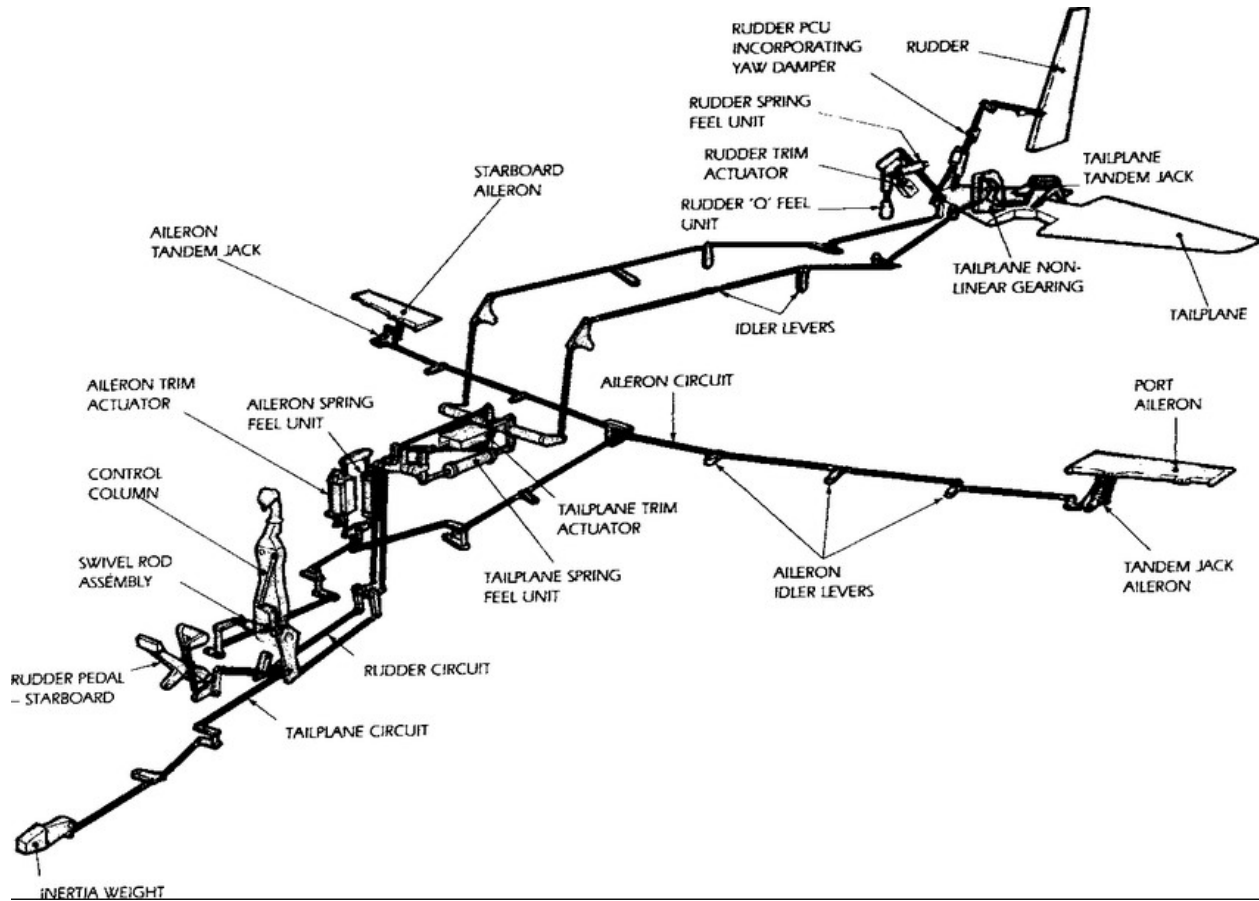 RUDDER PCU
INCORPORATING
YAW DAMPER
RUDDER
RUDDER SPRING
FEEL UNIT
RUDDER TRIM
ACTUATOR
RUDDER 'Q' FEEL
UNIT
TAILPLANE
TANDEM JACK
STARBOARD
AILERON
AILERON
TANDEM JACK
TAILPLANE NON-
LINEAR GEARING
TAILPLANE
IDLER LEVERS
AILERON CIRCUIT
PORT
AILERON
AILERON TRIM
ACTUATOR
AILERON SPRING
FEEL UNIT
CONTROL
COLUMN
TAILPLANE TRIM
ACTUATOR
SWIVEL ROD
ASSEMBLY
TAILPLANE SPRING
FEEL UNIT
AILERON
IDLER LEVERS
TANDEM JACK
AILERON
RUDDER PEDAL
– STARBOARD
RUDDER CIRCUIT
TAILPLANE CIRCUIT
INERTIA WEIGHT